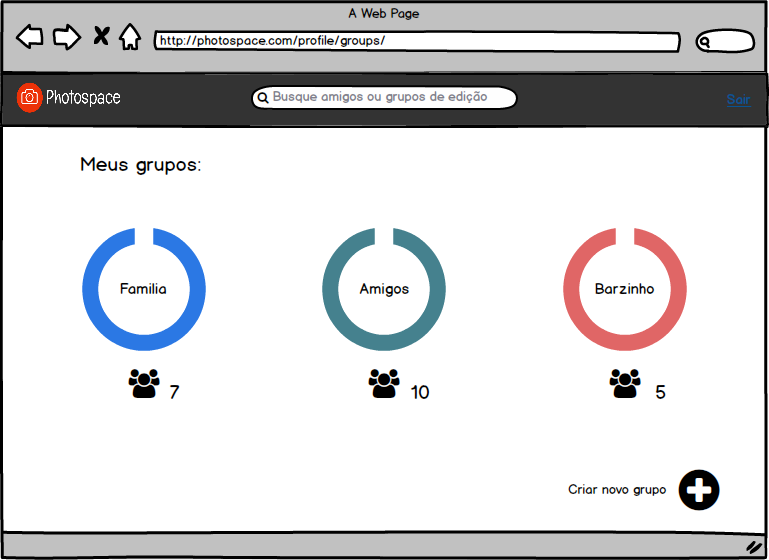 A Web Page
http://photospace.com/profile/groups/
Photospace
Busque amigos ou grupos de edição
Sair
Meus grupos:
Familia
Amigos
Barzinho
7
10
5
Criar novo grupo